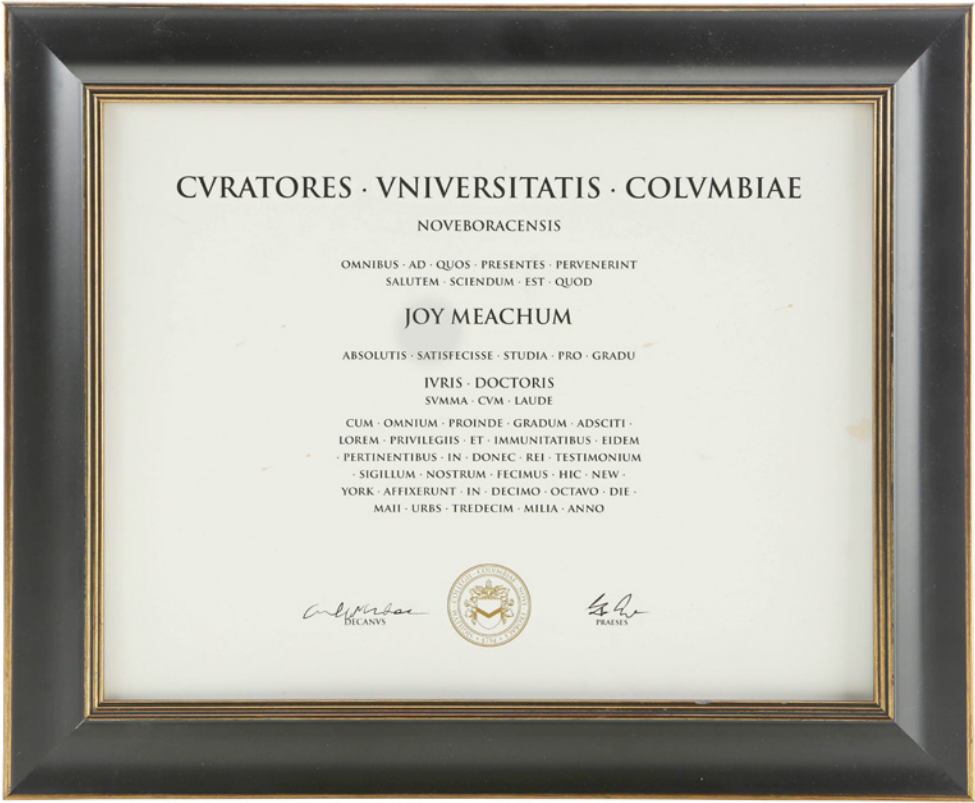 CVRATORES · VNIVERSITATIS · COLVMBIAE
NOVEBORACENSIS
OMNIBUS · AD · QUOS · PRESENTES · PERVENERINT
SALUTEM · SCIENDUM · EST · QUOD
JOY MEACHUM
ABSOLUTIS · SATISFECISSE · STUDIA · PRO · GRADU
IVRIS · DOCTORIS
SVMMA · CVM · LAUDE
CUM · OMNIUM · PROINDE · GRADUM · ADSCITI ·
LOREM · PRIVILEGIIS · ET · IMMUNITATIBUS · EIDEM
· PERTINENTIBUS · IN · DONEC · REI · TESTIMONIUM
· SIGILLUM · NOSTRUM · FECIMUS · HIC · NEW ·
YORK · AFFIXERUNT · IN · DECIMO · OCTAVO · DIE ·
MAII · URBS · TREDECIM · MILIA · ANNO
DECANVS
PRAESES